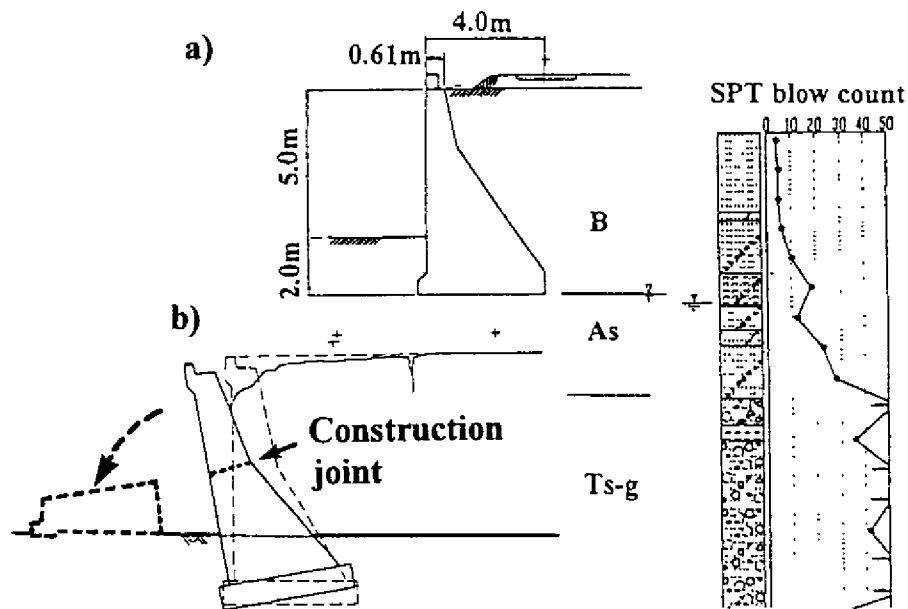 a)
4.0m
0.61m
5.0m
2.0m
B
SPT blow count
0 10 20 30 40 50
b)
As
Construction
joint
Ts-g